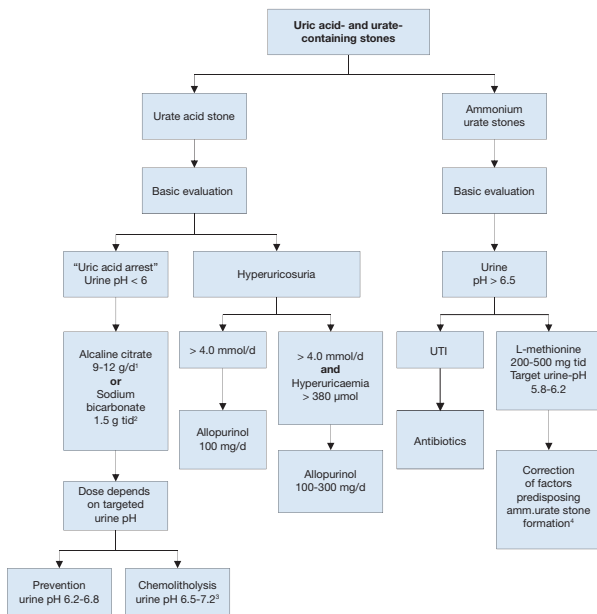 Uric acid- and urate-
containing stones
Urate acid stone
Ammonium
urate stones
Basic evaluation
Basic evaluation
“Uric acid arrest”
Urine pH < 6
Hyperuricosuria
Urine
pH > 6.5
Alcaline citrate
9-12 g/d¹
or
Sodium
bicarbonate
1.5 g tid²
> 4.0 mmol/d
> 4.0 mmol/d
and
Hyperuricaemia
> 380 µmol
UTI
L-methionine
200-500 mg tid
Target urine-pH
5.8-6.2
Allopurinol
100 mg/d
Antibiotics
Allopurinol
100-300 mg/d
Correction
of factors
predisposing
amm.urate stone
formation⁴
Dose depends
on targeted
urine pH
Prevention
urine pH 6.2-6.8
Chemolitholysis
urine pH 6.5-7.2³